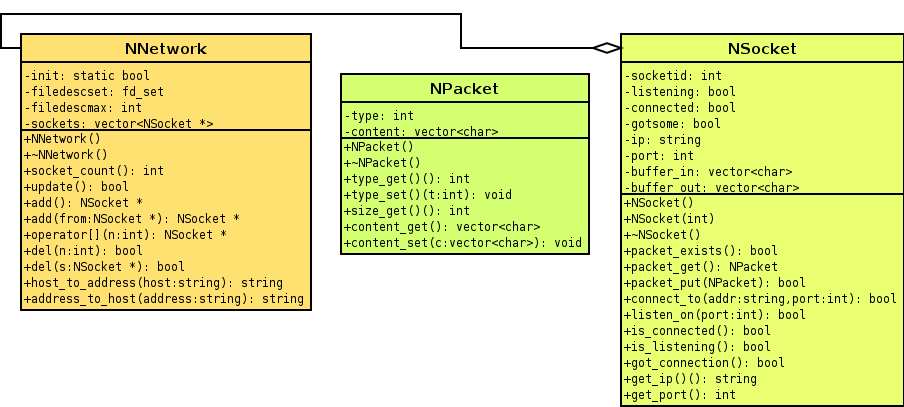 NNetwork
-init: static bool
-filedescset: fd_set
-filedescmax: int
-sockets: vector<NSocket *>
+NNetwork()
+~NNetwork()
+socket_count(): int
+update(): bool
+add(): NSocket *
+add(from:NSocket *): NSocket *
+operator[](n:int): NSocket *
+del(n:int): bool
+del(s:NSocket *): bool
+host_to_address(host:string): string
+address_to_host(address:string): string
NPacket
-type: int
-content: vector<char>
+NPacket()
+~NPacket()
+type_get()(): int
+type_set()(t:int): void
+size_get()(): int
+content_get(): vector<char>
+content_set(c:vector<char>): void
NSocket
-socketid: int
-listening: bool
-connected: bool
-gotsome: bool
-ip: string
-port: int
-buffer_in: vector<char>
-buffer_out: vector<char>
+NSocket()
+NSocket(int)
+~NSocket()
+packet_exists(): bool
+packet_get(): NPacket
+packet_put(NPacket): bool
+connect_to(addr:string,port:int): bool
+listen_on(port:int): bool
+is_connected(): bool
+is_listening(): bool
+got_connection(): bool
+get_ip()(): string
+get_port(): int